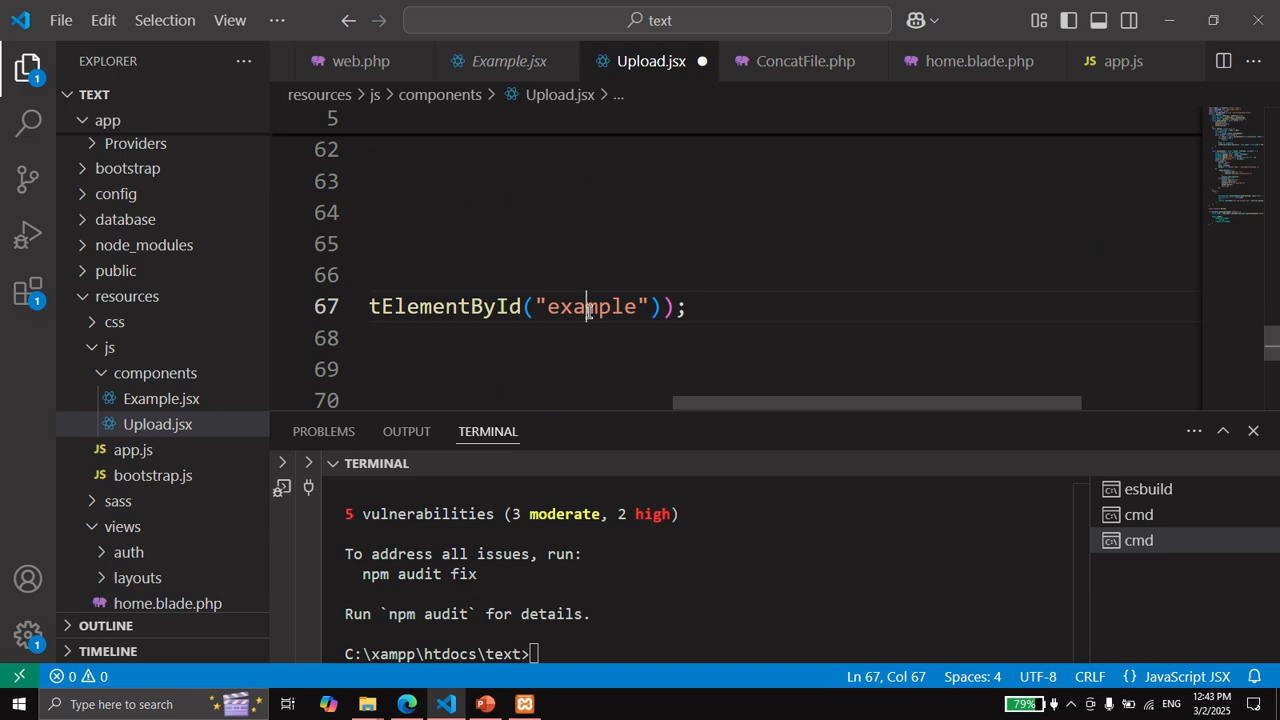 File Edit Selection View ··· text
web.php Example.jsx Upload.jsx ConcatFile.php home.blade.php app.js
EXPLORER
resources > js > components > Upload.jsx > ...
TEXT
app
Providers
bootstrap
config
database
node_modules
public
resources
css
js
components
Example.jsx
Upload.jsx
app.js
bootstrap.js
sass
views
auth
layouts
home.blade.php
OUTLINE
TIMELINE
1
1
1
5
62
63
64
65
66
67 tElementById("example"));
68
69
70
PROBLEMS OUTPUT TERMINAL
TERMINAL
5 vulnerabilities (3 moderate, 2 high)
To address all issues, run:
npm audit fix
Run `npm audit` for details.
C:\xampp\htdocs\text>
esbuild
cmd
cmd
0 0 Ln 67, Col 67 Spaces: 4 UTF-8 CRLF {} JavaScript JSX
Type here to search 79% ENG 12:43 PM
3/2/2025